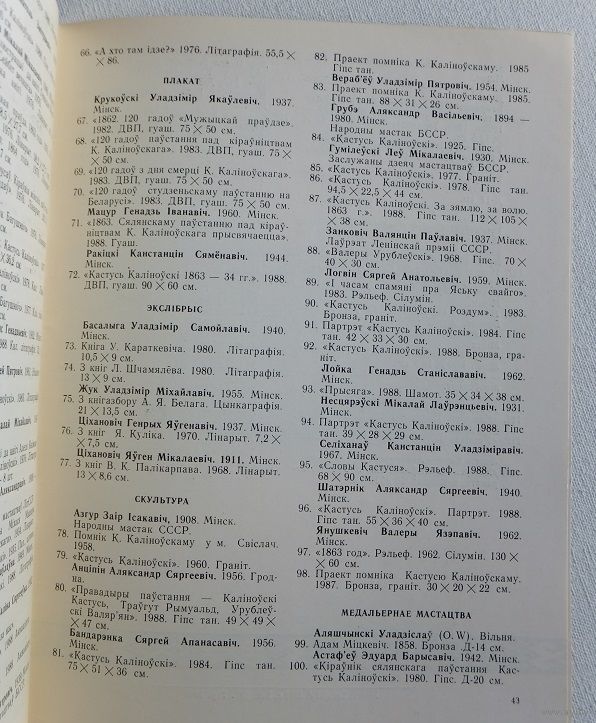 66. «А хто там ідзе?» 1976. Літаграфія. 55,5 ×
× 86.
ПЛАКАТ
Крукоўскі Уладзімір Якаўлевіч. 1937.
Мінск.
67. «1862. 120 гадоў «Мужыцкай праўдзе».
1982. ДВП, гуаш. 75 × 50 см.
68. «120 гадоў паўстання пад кіраўніцтвам
К. Каліноўскага». 1983. ДВП, гуаш. 75 ×
× 50 см.
69. «120 гадоў з дня смерці К. Каліноўскага».
1983. ДВП, гуаш. 75 × 50 см.
70. «120 гадоў студзеньскаму паўстанню на
Беларусі». 1983. ДВП, гуаш. 75 × 50 см.
Мацур Генадзь Іванавіч. 1960. Мінск.
71. «1863. Сялянскаму паўстанню пад кіраў-
ніцтвам К. Каліноўскага прысвячаецца».
1988. Гуаш.
Ракіцкі Канстанцін Сямёнавіч. 1944.
Мінск.
72. «Кастусь Каліноўскі 1863 — 34 гг.». 1988.
ДВП, гуаш. 90 × 60 см.
ЭКСЛІБРЫС
Басалыга Уладзімір Самойлавіч. 1940.
Мінск.
73. Кніга У. Караткевіча. 1980. Літаграфія.
10,5 × 9 см.
74. З кніг Л. Шчамялёва. 1980. Літаграфія.
13 × 9 см.
Жук Уладзімір Міхайлавіч. 1955. Мінск.
75. З кнігазбору А. Я. Белага. Цынкаграфія.
21 × 13,5 см.
Ціхановіч Генрых Яўгенавіч. 1937. Мінск.
76. З кніг Я. Куліка. 1970. Лінарыт. 7,2 ×
× 7,5 см.
Ціхановіч Яўген Мікалаевіч. 1911. Мінск.
77. З кніг В. К. Палікарпава. 1968. Лінарыт.
13 × 8,6 см.
СКУЛЬПТУРА
Азгур Заір Ісакавіч. 1908. Мінск.
Народны мастак СССР.
78. Помнік К. Каліноўскаму у м. Свіслач.
1958.
79. «Кастусь Каліноўскі». 1960. Граніт.
Анціпін Аляксандр Сяргеевіч. 1956. Грод-
на.
80. «Правадыры паўстання — Каліноўскі
Кастусь, Траўгут Рымуальд, Урублеў-
скі Валяр'ян». 1988. Гіпс тан. 49 × 49 ×
× 47 см.
Бандарэнка Сяргей Апанасавіч. 1956.
Мінск.
81. «Кастусь Каліноўскі». 1984. Гіпс тан.
75 × 51 × 36 см.
82. Праект помніка К. Каліноўскаму. 1985
Гіпс тан.
Вераб'ёў Уладзімір Пятровіч. 1954. Мінск.
83. Праект помніка К. Каліноўскаму. 1985.
Гіпс тан. 88 × 31 × 26 см.
Грубэ Аляксандр Васільевіч. 1894 —
1980. Мінск.
Народны мастак БССР.
84. «Кастусь Каліноўскі». 1925. Гіпс.
Гумілеўскі Леў Мікалаевіч. 1930. Мінск.
Заслужаны дзеяч мастацтваў БССР.
85. «Кастусь Каліноўскі». 1977. Граніт.
86. «Кастусь Каліноўскі». 1978. Гіпс тан.
94,5 × 22,5 × 44 см.
87. «Кастусь Каліноўскі. За зямлю, за волю.
1863 г.». 1988. Гіпс тан. 112 × 105 ×
× 38 см.
Занковіч Валянцін Паўлавіч. 1937. Мінск.
Лаўрэат Ленінскай прэміі СССР.
88. «Валеры Урублеўскі». 1968. Гіпс. 70 ×
40 × 30 см.
Логвін Сяргей Анатольевіч. 1959. Мінск.
89. «І часам спамяні пра Яську свайго».
1983. Рэльеф. Сілумін.
90. «Кастусь Каліноўскі. Роздум». 1983.
Бронза, граніт.
91. Партрэт «Кастусь Каліноўскі». 1984. Гіпс
тан. 42 × 33 × 30 см.
92. «Кастусь Каліноўскі». 1988. Бронза, гра-
ніт.
Лойка Генадзь Станіслававіч. 1962.
Мінск.
93. «Прысяга». 1988. Шамот. 35 × 34 × 38 см.
Несцярэўскі Мікалай Лаўрэнцьевіч. 1931.
Мінск.
94. Партрэт «Кастусь Каліноўскі». 1988. Гіпс
тан. 39 × 28 × 29 см.
Селіханаў Канстанцін Уладзіміравіч.
1967. Мінск.
95. «Словы Кастуся». Рэльеф. 1988. Гіпс.
68 × 90 см.
Шатэрнік Аляксандр Сяргеевіч. 1940.
Мінск.
96. «Кастусь Каліноўскі». Партрэт. 1988.
Гіпс тан. 55 × 36 × 40 см.
Янушкевіч Валеры Язэпавіч. 1962.
Мінск.
97. «1863 год». Рэльеф. 1962. Сілумін. 130 ×
× 60 см.
98. Праект помніка Кастусю Каліноўскаму.
1987. Бронза, граніт. 30 × 20 × 22 см.
МЕДАЛЬЕРНАЕ МАСТАЦТВА
Аляшчынскі Уладзіслаў (O. W). Вільня.
99. Адам Міцкевіч. 1858. Бронза .Д-14 см.
Астаф'еў Эдуард Барысавіч. 1942. Мінск.
100. «Кіраўнік сялянскага паўстання Кас-
тусь Каліноўскі». 1980. Гіпс. Д-20 см.
43